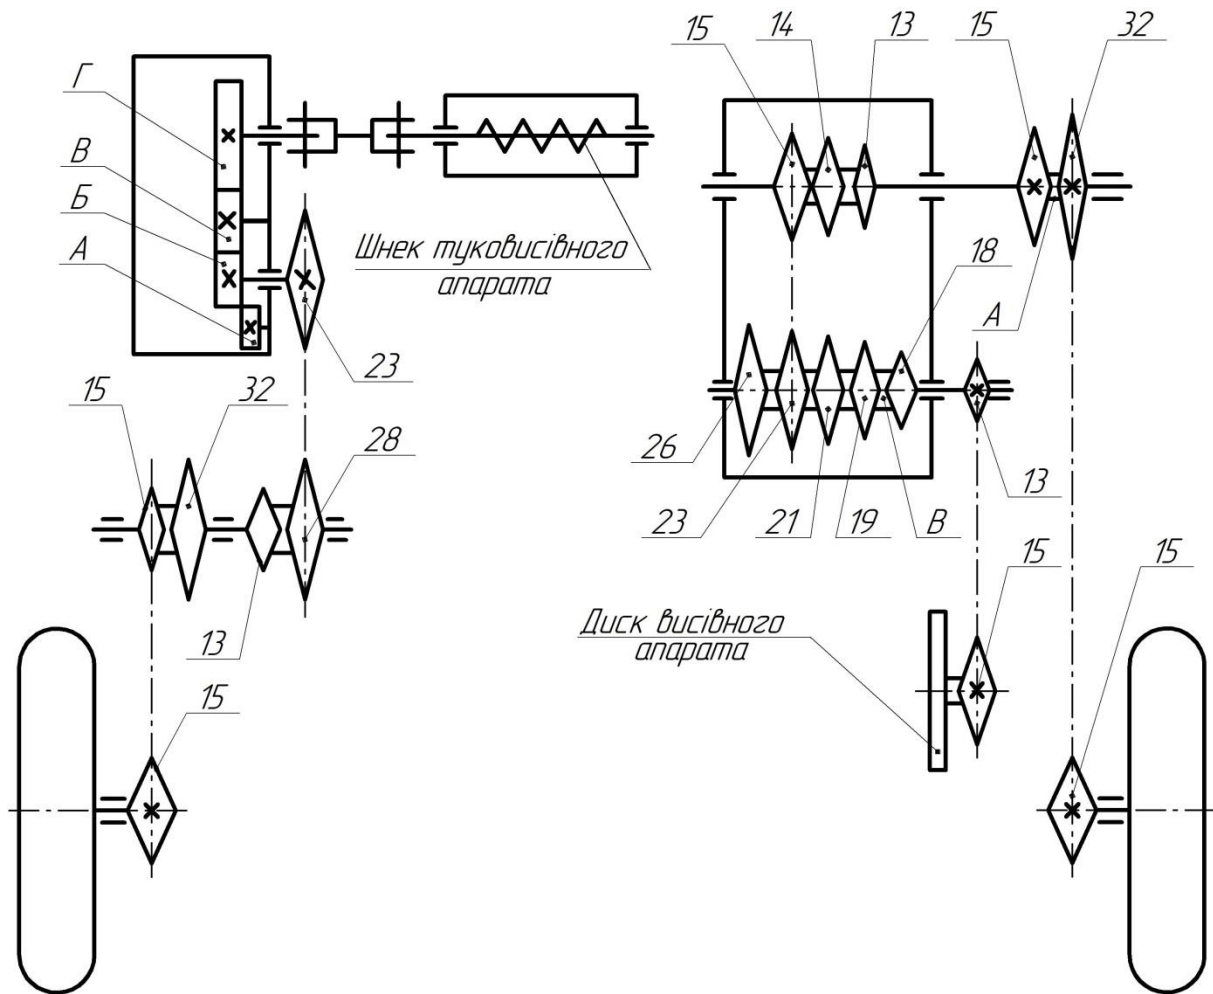 15
14
13
15
32
Г
В
Б
А
Шнек туковисівного
апарата
18
А
23
15
32
28
26
13
23
21
19
В
13
15
15
Диск висівного
апарата
15